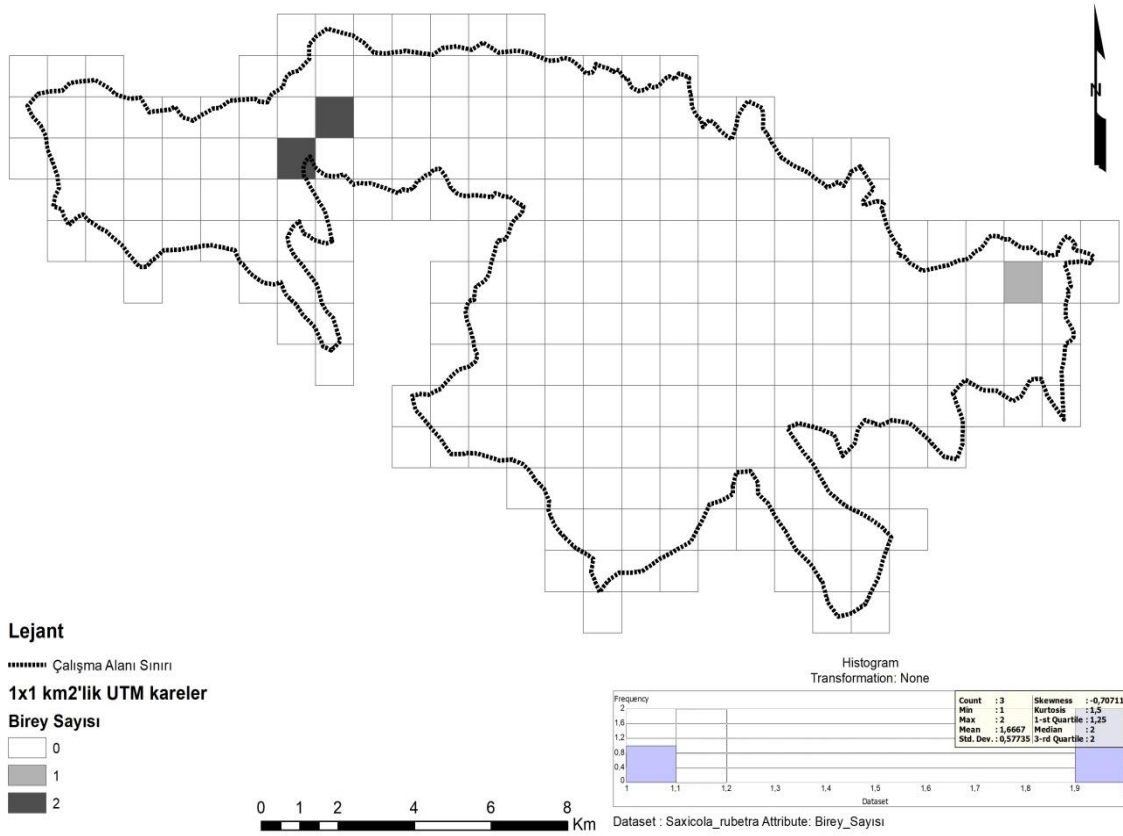 N
Lejant
Çalışma Alanı Sınırı
1x1 km2'lik UTM kareler
Birey Sayısı
0
1
2
0 1 2 4 6 8
Km
Histogram
Transformation: None
Frequency
2
1,6
1,2
0,8
0,4
0
1 1,1 1,2 1,3 1,4 1,5 1,6 1,7 1,8 1,9
Dataset
Count : 3 Skewness : -0,70711
Min : 1 Kurtosis : 1,5
Max : 2 1-st Quartile : 1,25
Mean : 1,6667 Median : 2
Std. Dev. : 0,57735 3-rd Quartile : 2
Dataset : Saxicola_rubetra Attribute: Birey_Sayısı